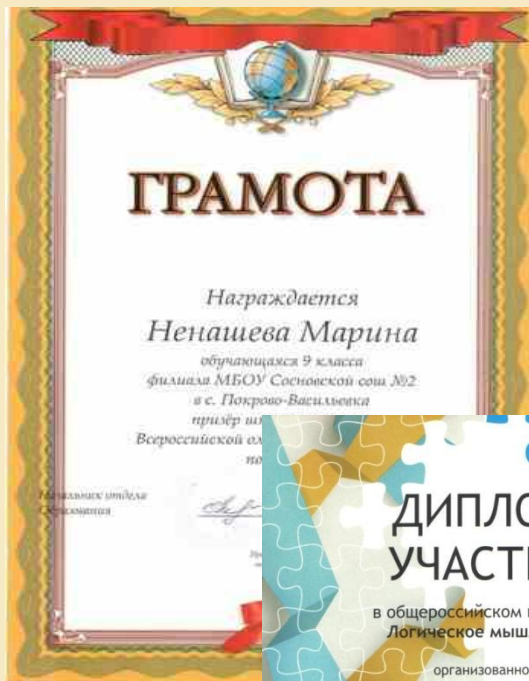 ГРАМОТА
Награждается
Ненашева Марина
обучающаяся 9 класса
филиала МБОУ Сосновской сош №2
в с. Покрово-Васильевка
призёр
Всероссийской
по
Начальник отдела
образования
ДИПЛО
УЧАСТ
в общероссийском
Логическое мыш
организованно